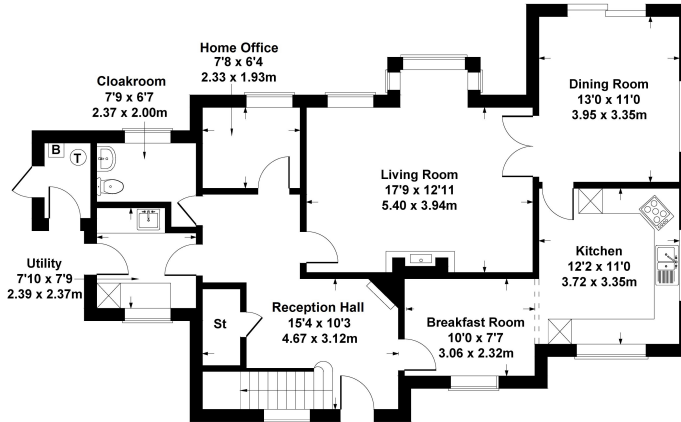 Home Office
7'8 x 6'4
2.33 x 1.93m
Cloakroom
7'9 x 6'7
2.37 x 2.00m
Dining Room
13'0 x 11'0
3.95 x 3.35m
B
T
Living Room
17'9 x 12'11
5.40 x 3.94m
Kitchen
12'2 x 11'0
3.72 x 3.35m
Utility
7'10 x 7'9
2.39 x 2.37m
St
Reception Hall
15'4 x 10'3
4.67 x 3.12m
Breakfast Room
10'0 x 7'7
3.06 x 2.32m